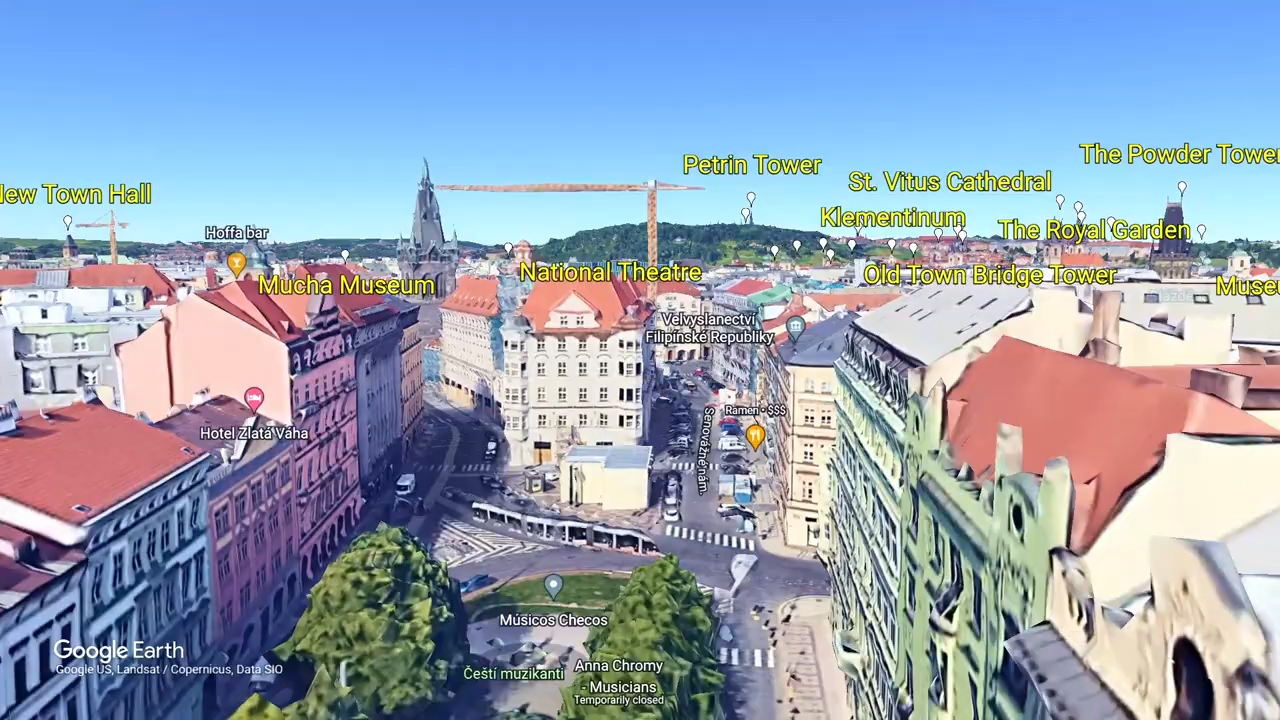 The Powder Tower
Petrin Tower
St. Vitus Cathedral
New Town Hall
Klementinum
The Royal Garden
Hoffa bar
National Theatre
Old Town Bridge Tower
Mucha Museum
Velvyslanectví
Filipínské Republiky
Ramen • $$$
Senovážné nám.
Hotel Zlatá Váha
Músicos Checos
Čeští muzikanti
Anna Chromy
- Musicians
Temporarily closed
Google Earth
Google US, Landsat / Copernicus, Data SIO